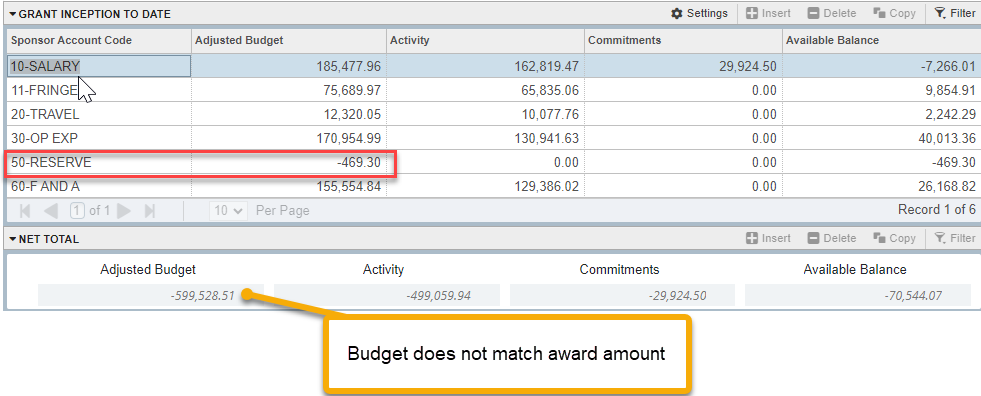 GRANT INCEPTION TO DATE Settings Insert Delete Copy Filter
Sponsor Account Code Adjusted Budget Activity Commitments Available Balance
10-SALARY 185,477.96 162,819.47 29,924.50 -7,266.01
11-FRINGE 75,689.97 65,835.06 0.00 9,854.91
20-TRAVEL 12,320.05 10,077.76 0.00 2,242.29
30-OP EXP 170,954.99 130,941.63 0.00 40,013.36
50-RESERVE -469.30 0.00 0.00 -469.30
60-F AND A 155,554.84 129,386.02 0.00 26,168.82
1 of 1 10 Per Page Record 1 of 6
NET TOTAL Insert Delete Copy Filter
Adjusted Budget Activity Commitments Available Balance
-599,528.51 -499,059.94 -29,924.50 -70,544.07
Budget does not match award amount